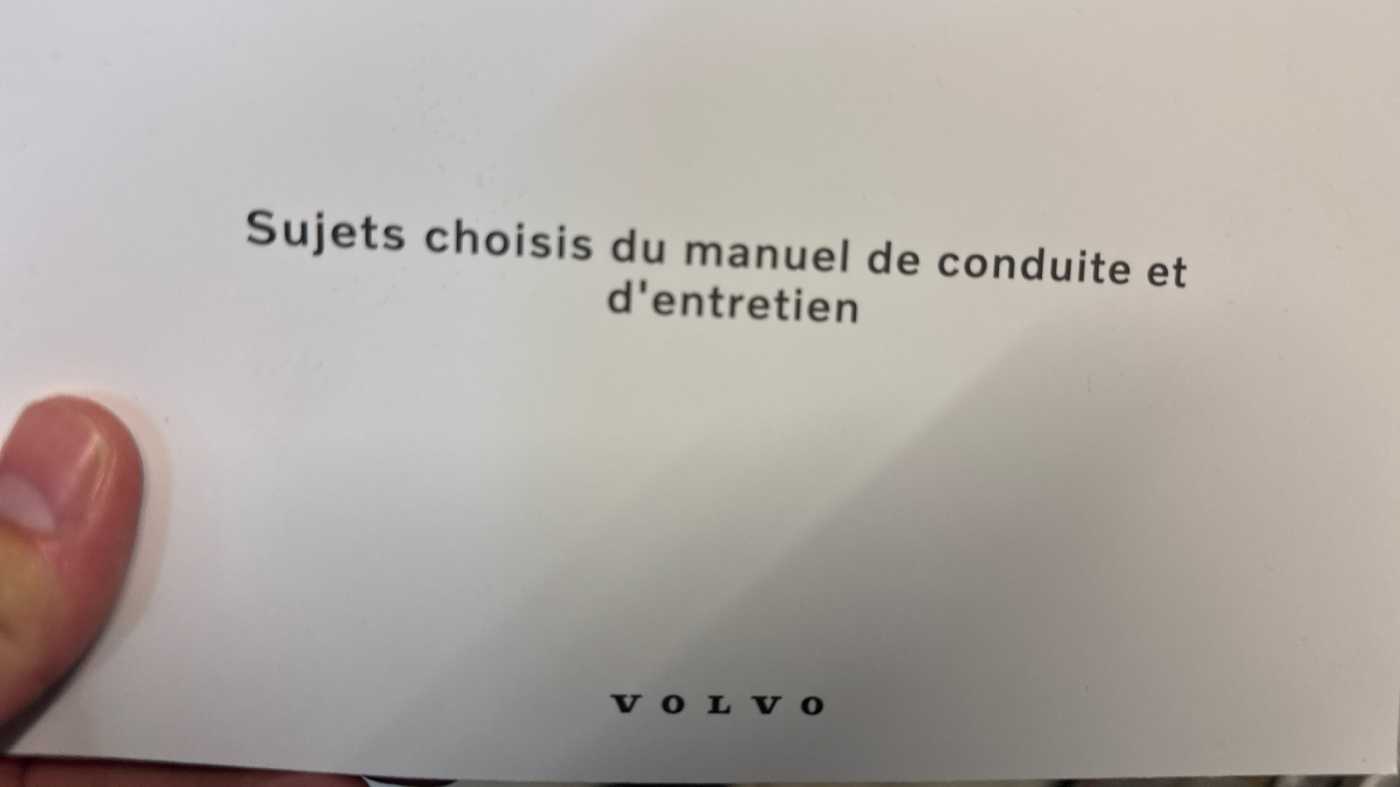 Sujets choisis du manuel de conduite et
d'entretien
VOLVO